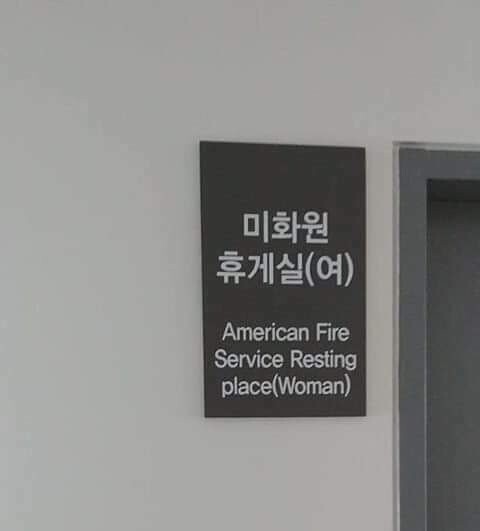 미화원
휴게실(여)
American Fire
Service Resting
place(Woman)